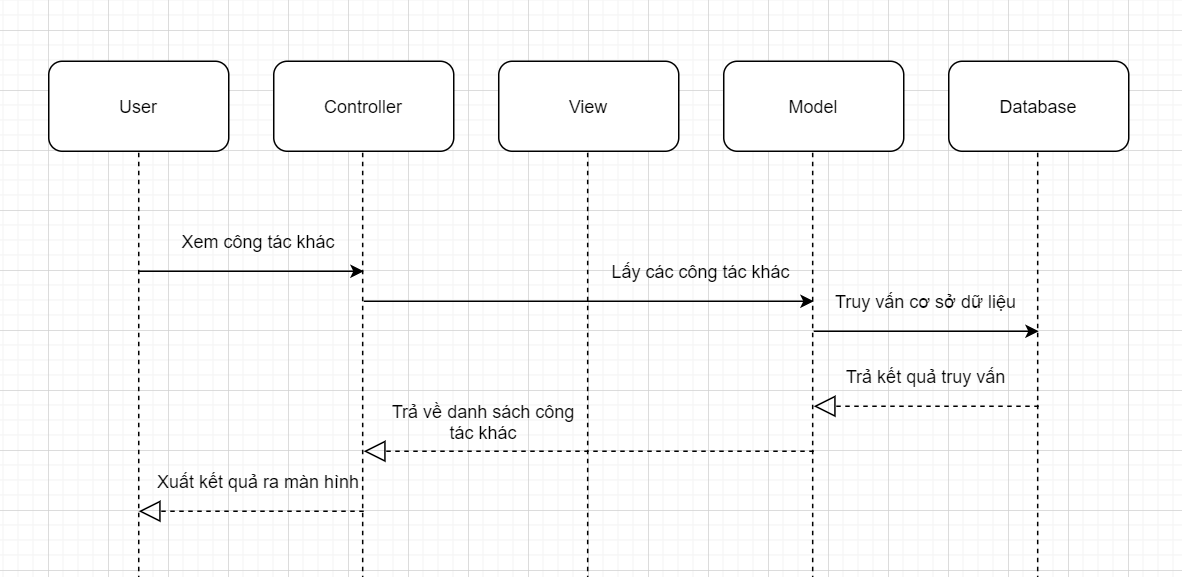 User
Controller
View
Model
Database
Xem công tác khác
Lấy các công tác khác
Truy vấn cơ sở dữ liệu
Trả kết quả truy vấn
Trả về danh sách công
tác khác
Xuất kết quả ra màn hình